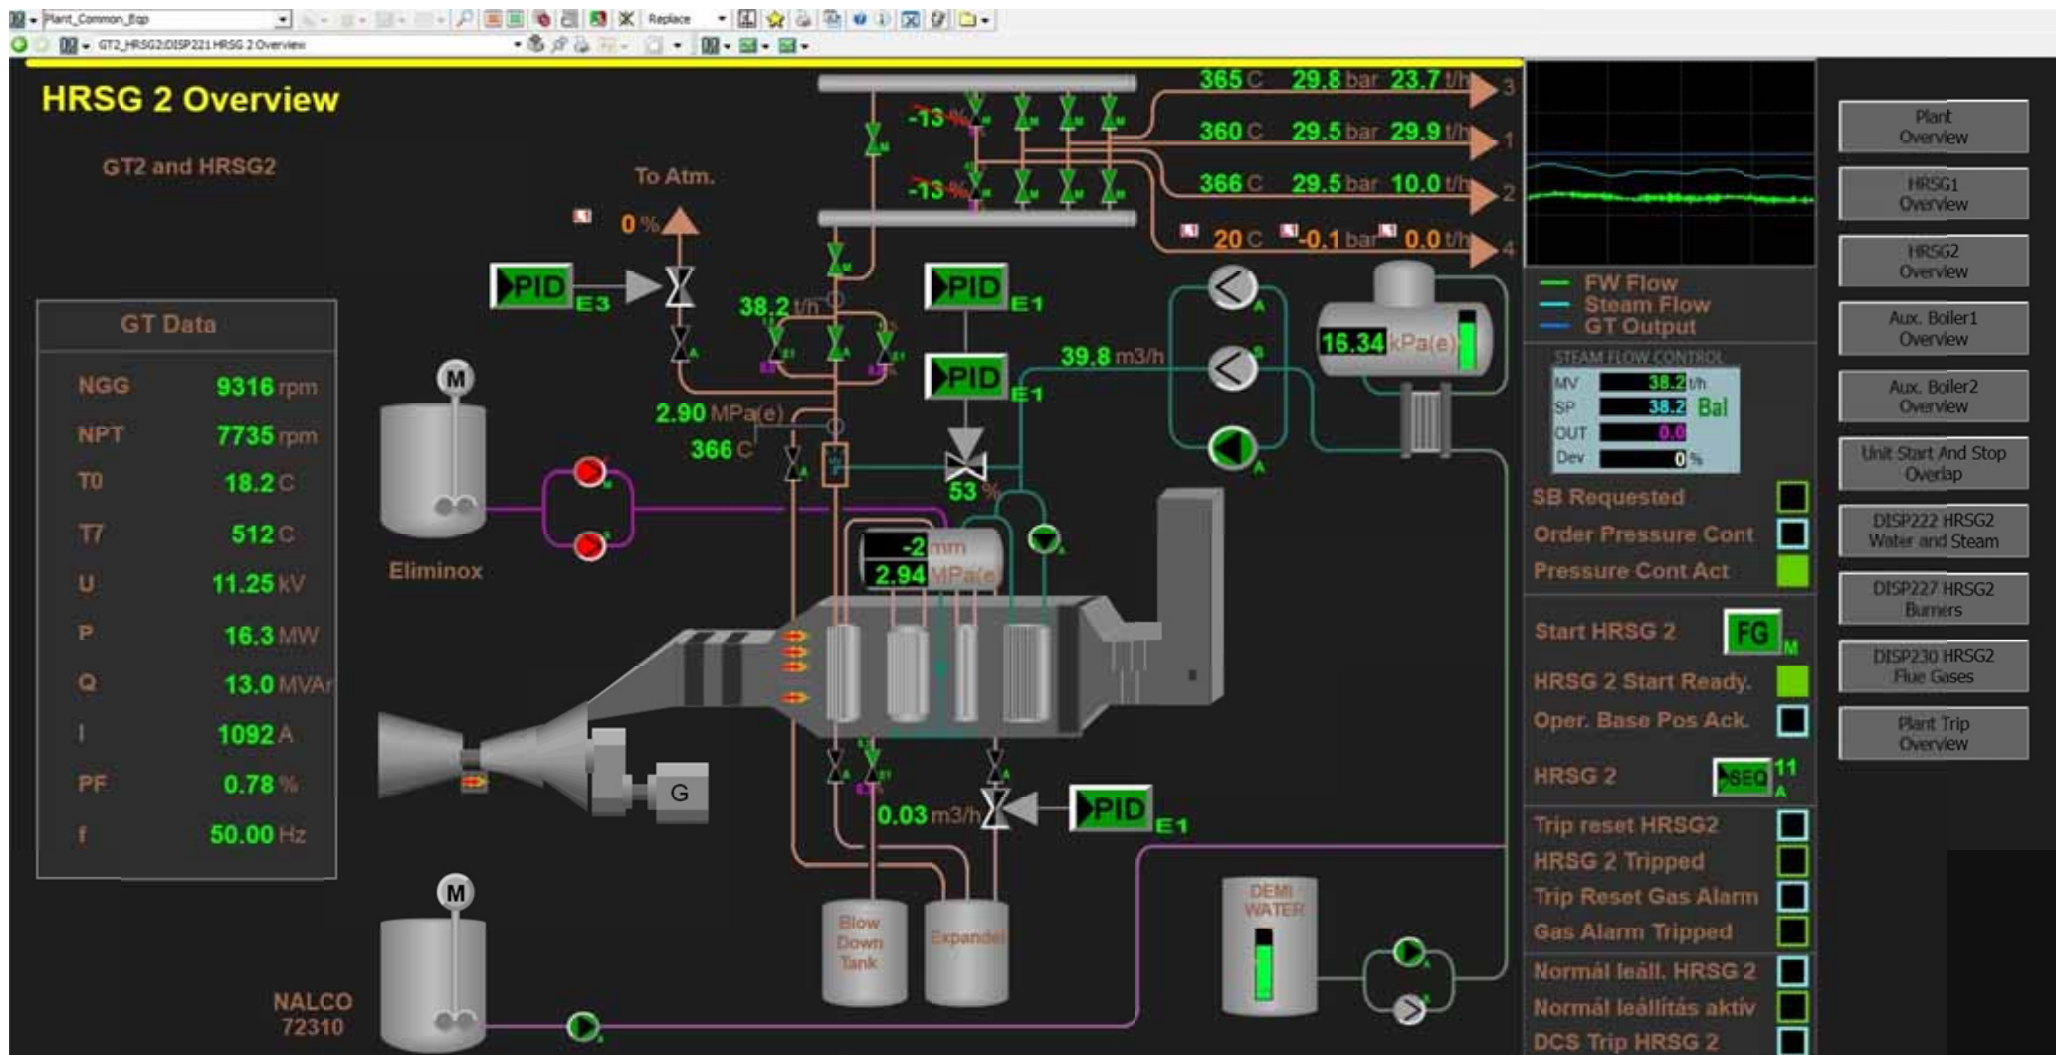 Plant_Common_Eqp
Replace
GT2_HRSG2:DISP221 HRSG 2 Overview
HRSG 2 Overview
GT2 and HRSG2
To Atm.
0 %
PID
E3
38.2 t/h
2.90 MPa(e)
366 C
-13 %
-13 %
365 C 29.8 bar 23.7 t/h 3
360 C 29.5 bar 29.9 t/h 1
366 C 29.5 bar 10.0 t/h 2
20 C -0.1 bar 0.0 t/h 4
PID
E1
PID
E1
39.8 m3/h
53 %
16.34 kPa(e)
GT Data
NGG 9316 rpm
NPT 7735 rpm
T0 18.2 C
T7 512 C
U 11.25 kV
P 16.3 MW
Q 13.0 MVAr
I 1092 A
PF 0.78 %
f 50.00 Hz
M
Eliminox
-2 mm
2.94 MPa(e)
G
0.03 m3/h
PID
E1
Blow
Down
Tank
Expander
DEMI
WATER
M
NALCO
72310
FW Flow
Steam Flow
GT Output
STEAM FLOW CONTROL
MV 38.2 t/h
SP 38.2 Bal
OUT 0.0
Dev 0 %
SB Requested
Order Pressure Cont
Pressure Cont Act
Start HRSG 2 FG M
HRSG 2 Start Ready.
Oper. Base Pos Ack.
HRSG 2 SEQ 11 A
Trip reset HRSG2
HRSG 2 Tripped
Trip Reset Gas Alarm
Gas Alarm Tripped
Normál leáll. HRSG 2
Normál leállítás aktív
DCS Trip HRSG 2
Plant
Overview
HRSG1
Overview
HRSG2
Overview
Aux. Boiler1
Overview
Aux. Boiler2
Overview
Unit Start And Stop
Overlap
DISP222 HRSG2
Water and Steam
DISP227 HRSG2
Burners
DISP230 HRSG2
Flue Gases
Plant Trip
Overview